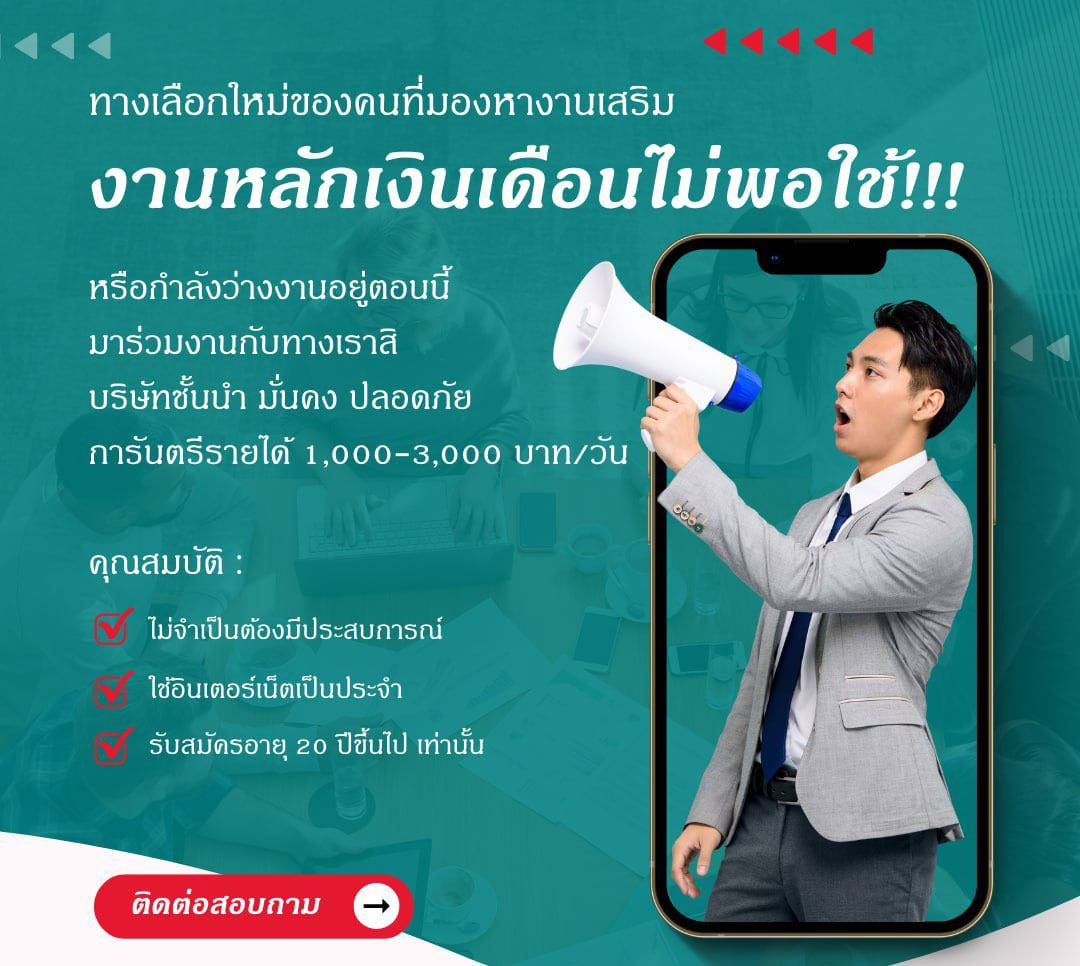 ทางเลือกใหม่ของคนที่มองหางานเสริม
งานหลักเงินเดือนไม่พอใช้!!!
หรือกำลังว่างงานอยู่ตอนนี้
มาร่วมงานกับทางเราสิ
บริษัทชั้นนำ มั่นคง ปลอดภัย
การันตรีรายได้ 1,000-3,000 บาท/วัน
คุณสมบัติ :
ไม่จำเป็นต้องมีประสบการณ์
ใช้อินเตอร์เน็ตเป็นประจำ
รับสมัครอายุ 20 ปีขึ้นไป เท่านั้น
ติดต่อสอบถาม